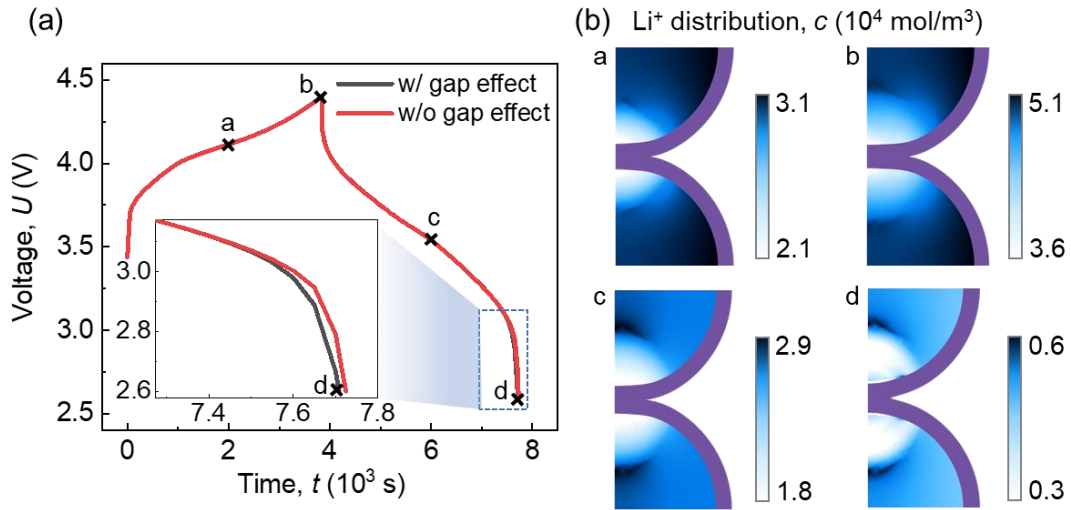 (a)
4.5
4.0
3.5
3.0
2.5
Voltage, U (V)
0
2
4
6
8
Time, t (10³ s)
w/ gap effect
w/o gap effect
a
b
c
d
3.0
2.8
2.6
7.4
7.6
7.8
d
(b) Li⁺ distribution, c (10⁴ mol/m³)
a
3.1
2.1
b
5.1
3.6
c
2.9
1.8
d
0.6
0.3